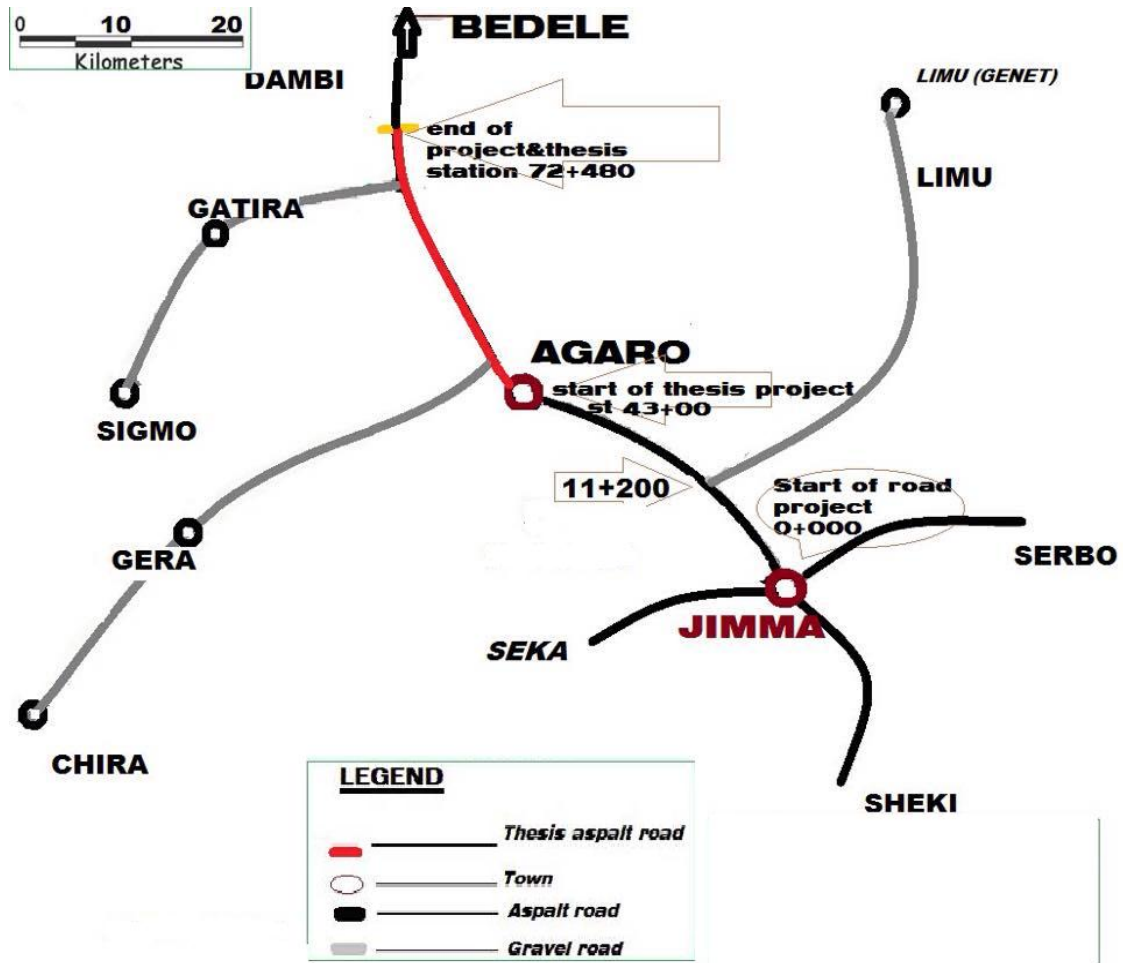 0 10 20
Kilometers
BEDELE
DAMBI
LIMU (GENET)
end of
project&thesis
station 72+480
LIMU
GATIRA
AGARO
start of thesis project
st 43+00
SIGMO
11+200
Start of road
project
0+000
GERA
SERBO
JIMMA
SEKA
CHIRA
SHEKI
LEGEND
Thesis aspalt road
Town
Aspalt road
Gravel road